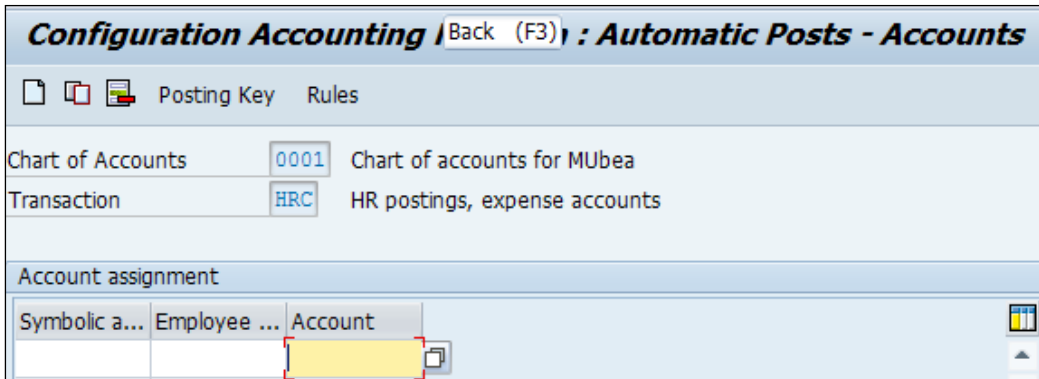 Configuration Accounting Back (F3) : Automatic Posts - Accounts
Posting Key Rules
Chart of Accounts 0001 Chart of accounts for MUbea
Transaction HRC HR postings, expense accounts
Account assignment
Symbolic a... Employee ... Account